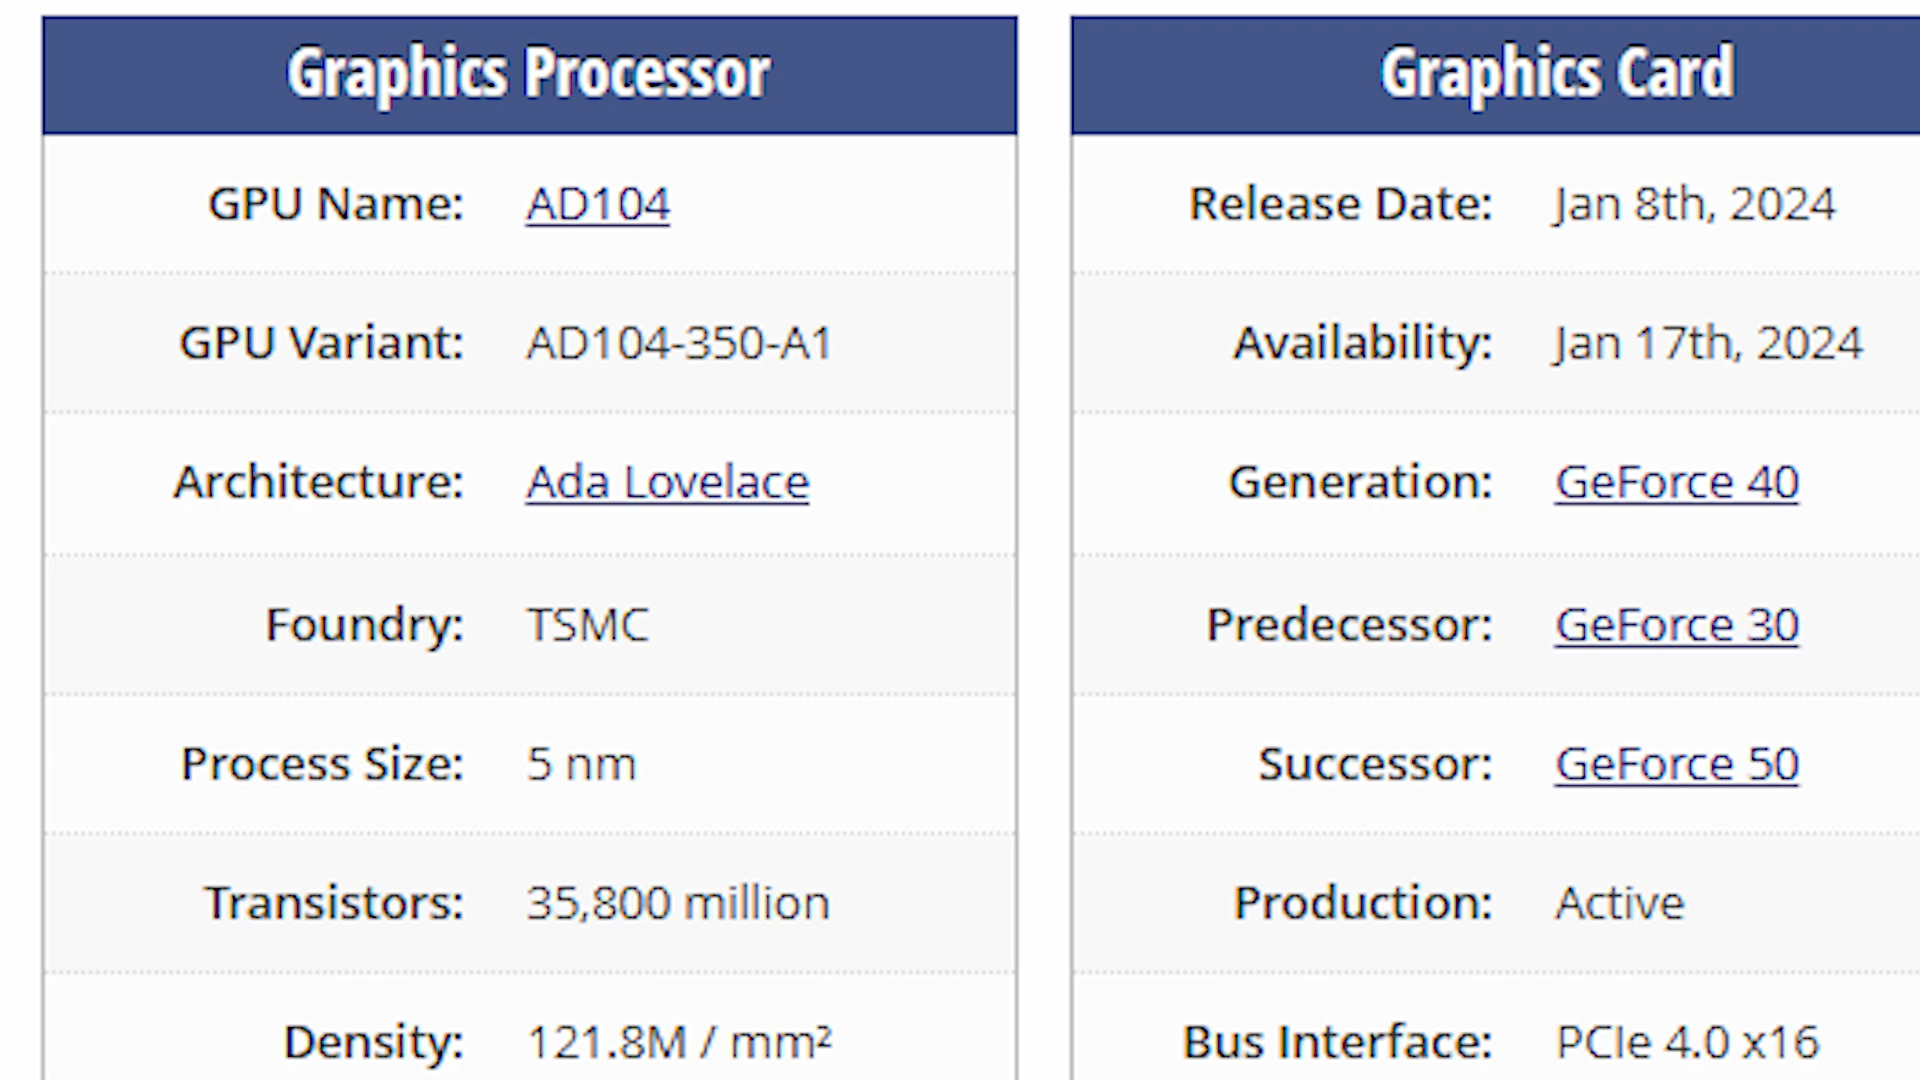 Graphics Processor
GPU Name: AD104
GPU Variant: AD104-350-A1
Architecture: Ada Lovelace
Foundry: TSMC
Process Size: 5 nm
Transistors: 35,800 million
Density: 121.8M / mm²
Graphics Card
Release Date: Jan 8th, 2024
Availability: Jan 17th, 2024
Generation: GeForce 40
Predecessor: GeForce 30
Successor: GeForce 50
Production: Active
Bus Interface: PCIe 4.0 x16